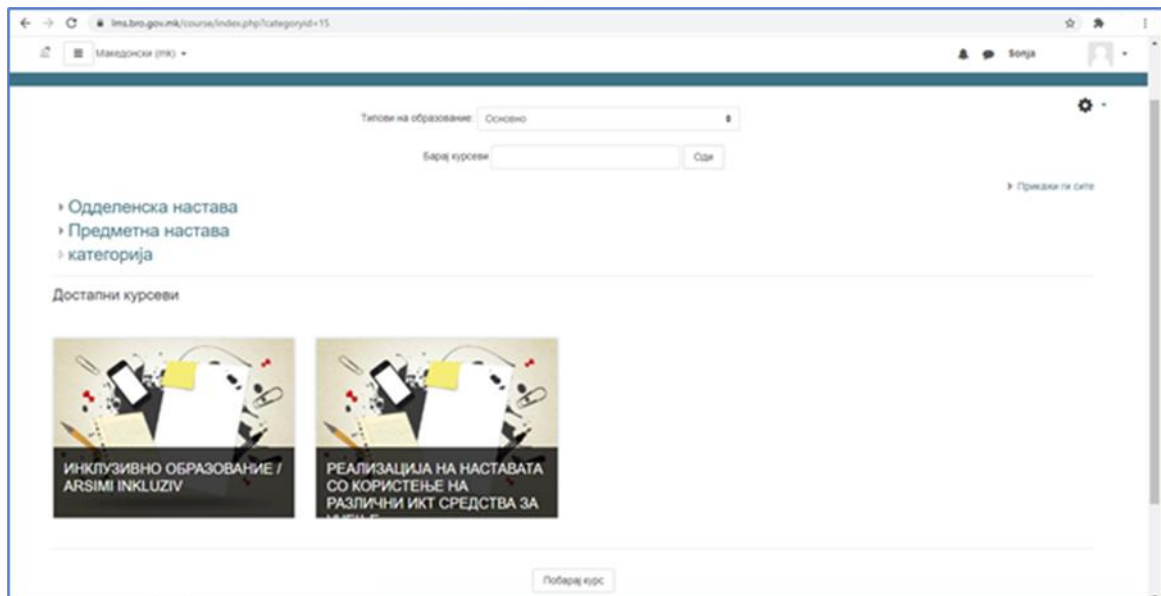 lms.bro.gov.mk/course/index.php?categoryid=15
Македонски (mk)
Sonja
Типови на образование: Основно
Барај курсеви
Оди
Прикажи ги сите
Одделенска настава
Предметна настава
категорија
Достапни курсеви
ИНКЛУЗИВНО ОБРАЗОВАНИЕ /
ARSIMI INKLUZIV
РЕАЛИЗАЦИЈА НА НАСТАВАТА
СО КОРИСТЕЊЕ НА
РАЗЛИЧНИ ИКТ СРЕДСТВА ЗА
Побарај курс